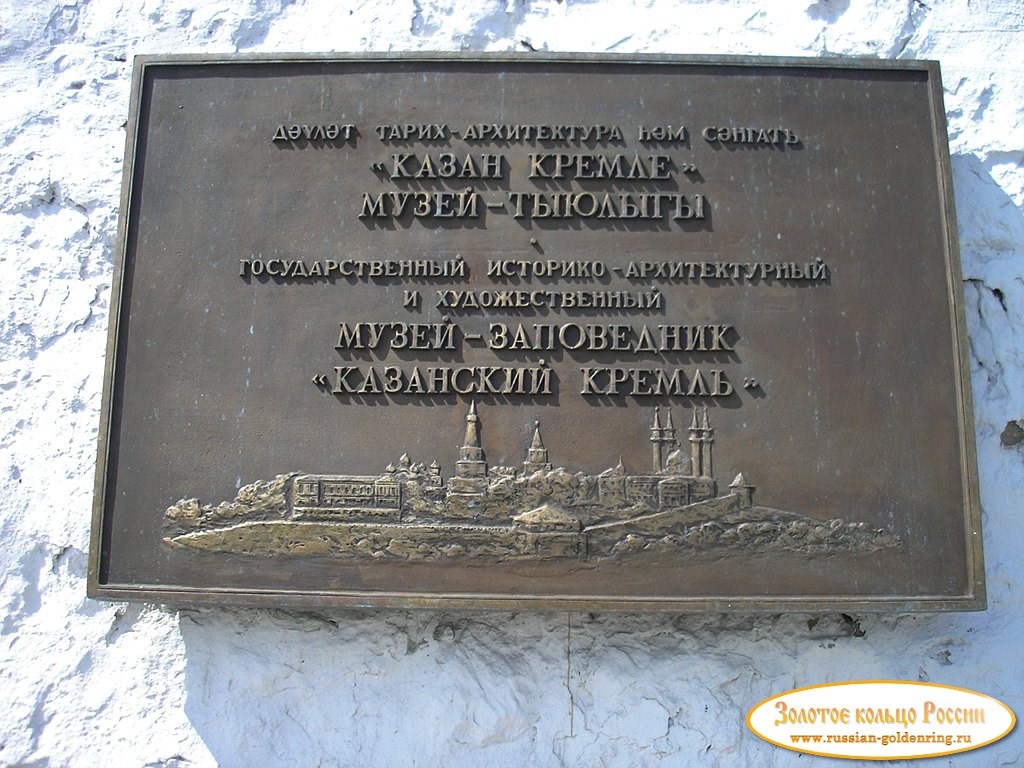 ДӘҮЛӘТ ТАРИХ-АРХИТЕКТУРА ҺӘМ СӘНГАТЬ
«КАЗАН КРЕМЛЕ»
МУЗЕЙ-ТЫЮЛЫГЫ
ГОСУДАРСТВЕННЫЙ ИСТОРИКО-АРХИТЕКТУРНЫЙ
И ХУДОЖЕСТВЕННЫЙ
МУЗЕЙ-ЗАПОВЕДНИК
«КАЗАНСКИЙ КРЕМЛЬ»
Золотое кольцо России
www.russian-goldenring.ru